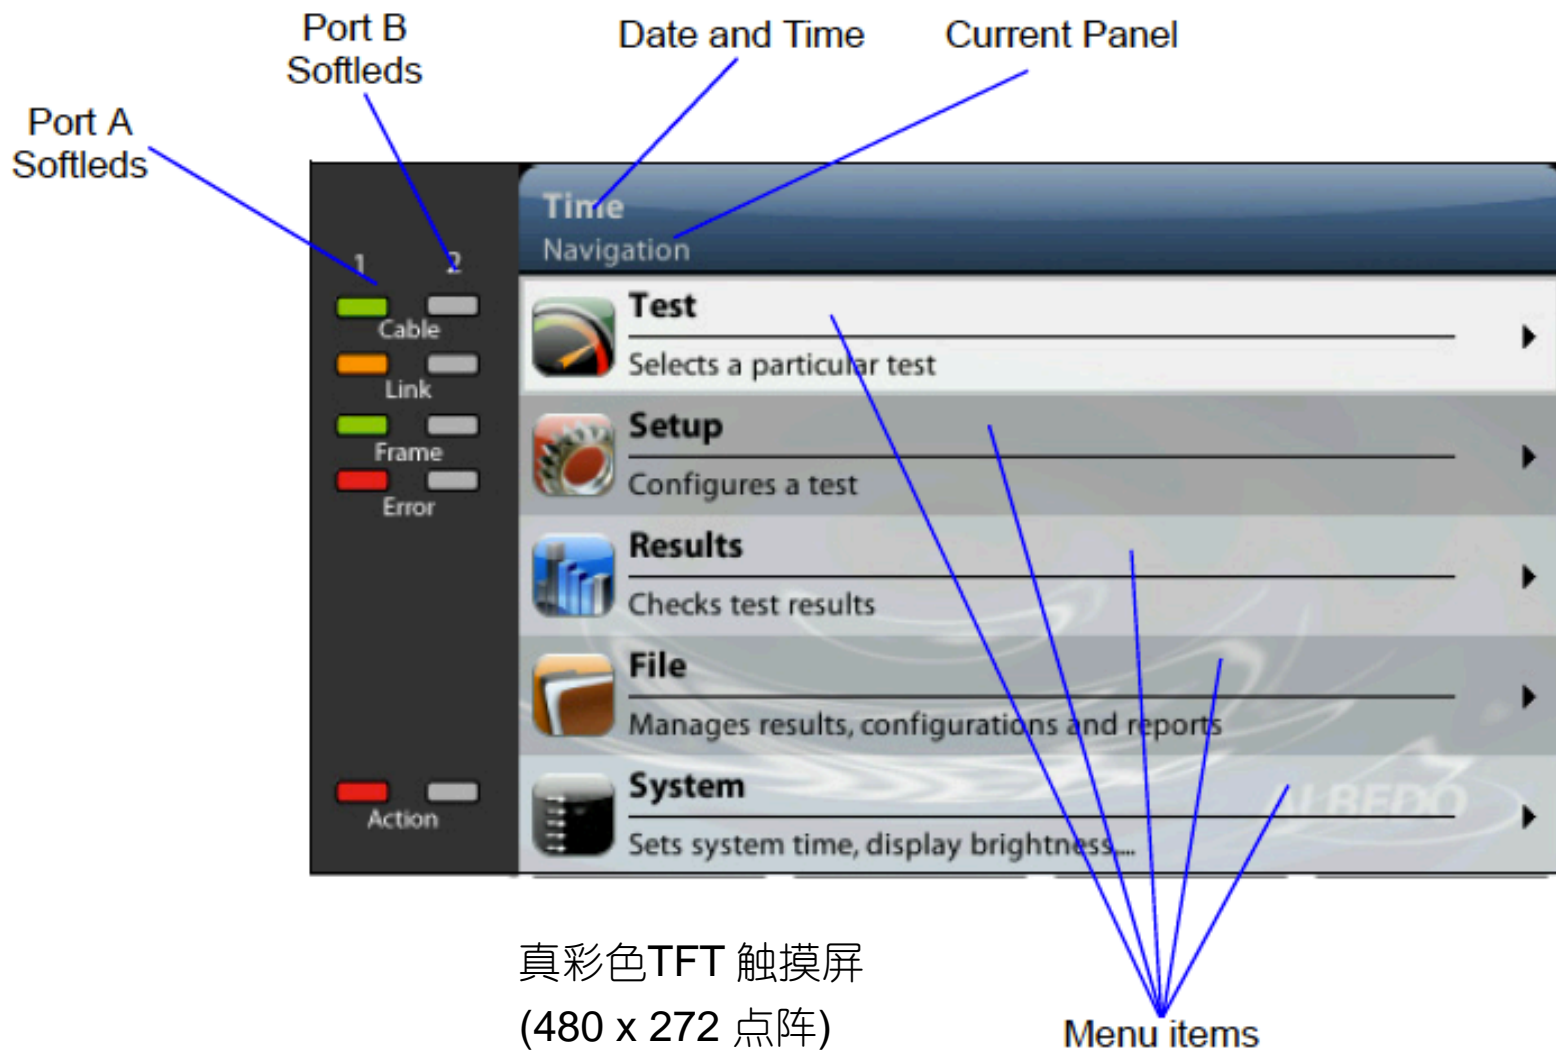 Port B
Softleds
Date and Time
Current Panel
Port A
Softleds
Time
Navigation
1 2
Cable
Link
Frame
Error
Action
Test
Selects a particular test
Setup
Configures a test
Results
Checks test results
File
Manages results, configurations and reports
System
Sets system time, display brightness,...
ALBEDO
真彩色TFT 触摸屏
(480 x 272 点阵)
Menu items